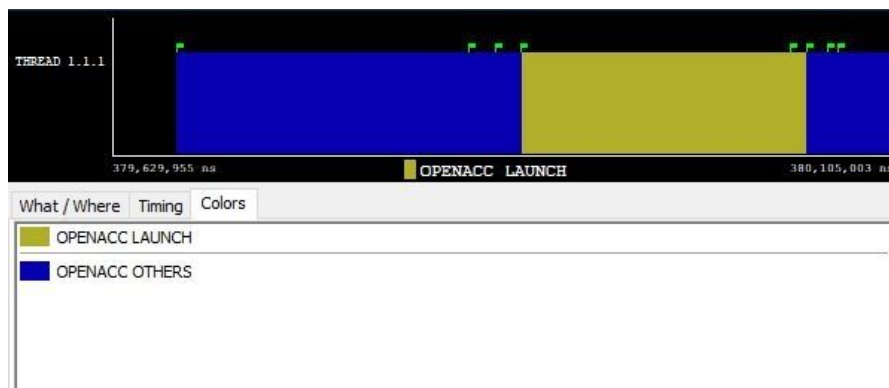 THREAD 1.1.1
379,629,955 ns
OPENACC LAUNCH
380,105,003 ns
What / Where
Timing
Colors
OPENACC LAUNCH
OPENACC OTHERS